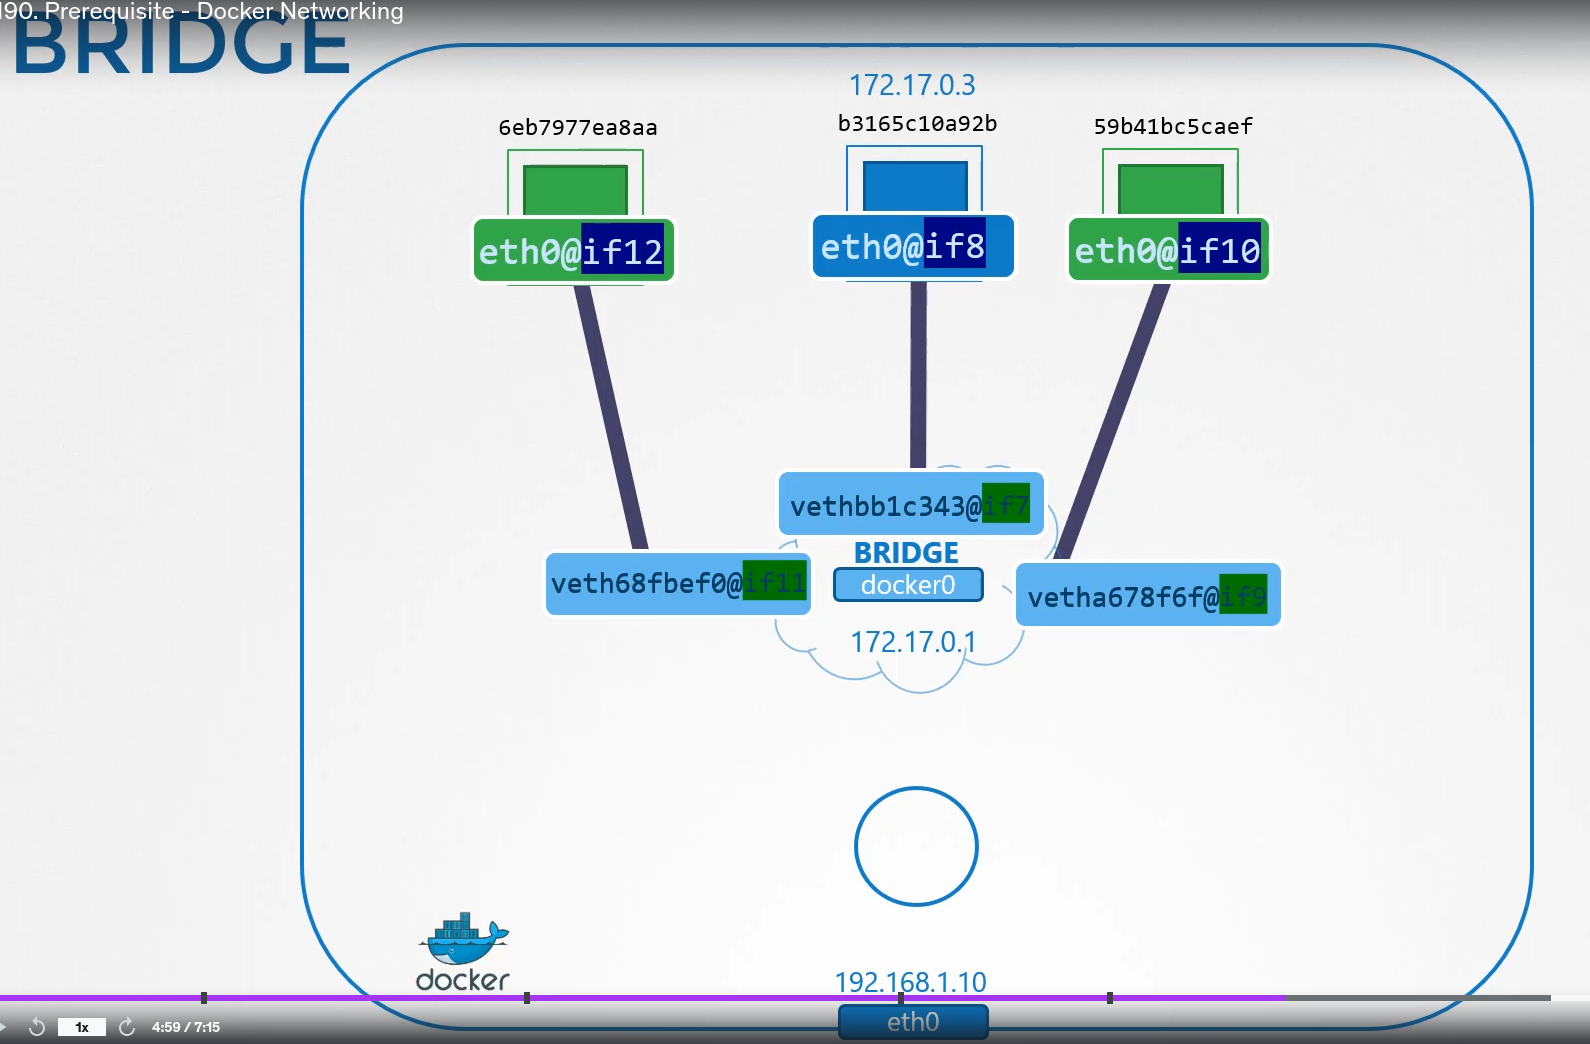 190. Prerequisite - Docker Networking
BRIDGE
172.17.0.3
6eb7977ea8aa
b3165c10a92b
59b41bc5caef
eth0@if12
eth0@if8
eth0@if10
vethbb1c343@if7
BRIDGE
veth68fbef0@if11
docker0
vetha678f6f@if9
172.17.0.1
docker
192.168.1.10
eth0
1x
4:59 / 7:15